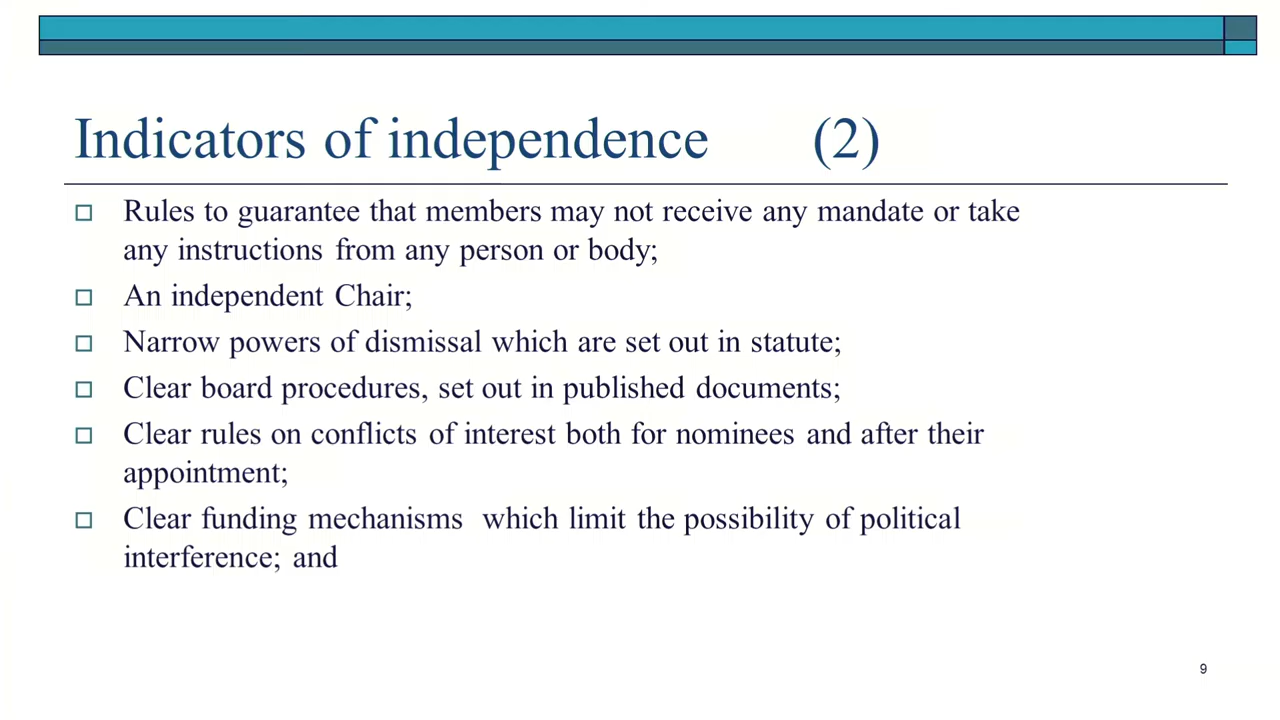 Indicators of independence (2)
Rules to guarantee that members may not receive any mandate or take
any instructions from any person or body;
An independent Chair;
Narrow powers of dismissal which are set out in statute;
Clear board procedures, set out in published documents;
Clear rules on conflicts of interest both for nominees and after their
appointment;
Clear funding mechanisms which limit the possibility of political
interference; and
9